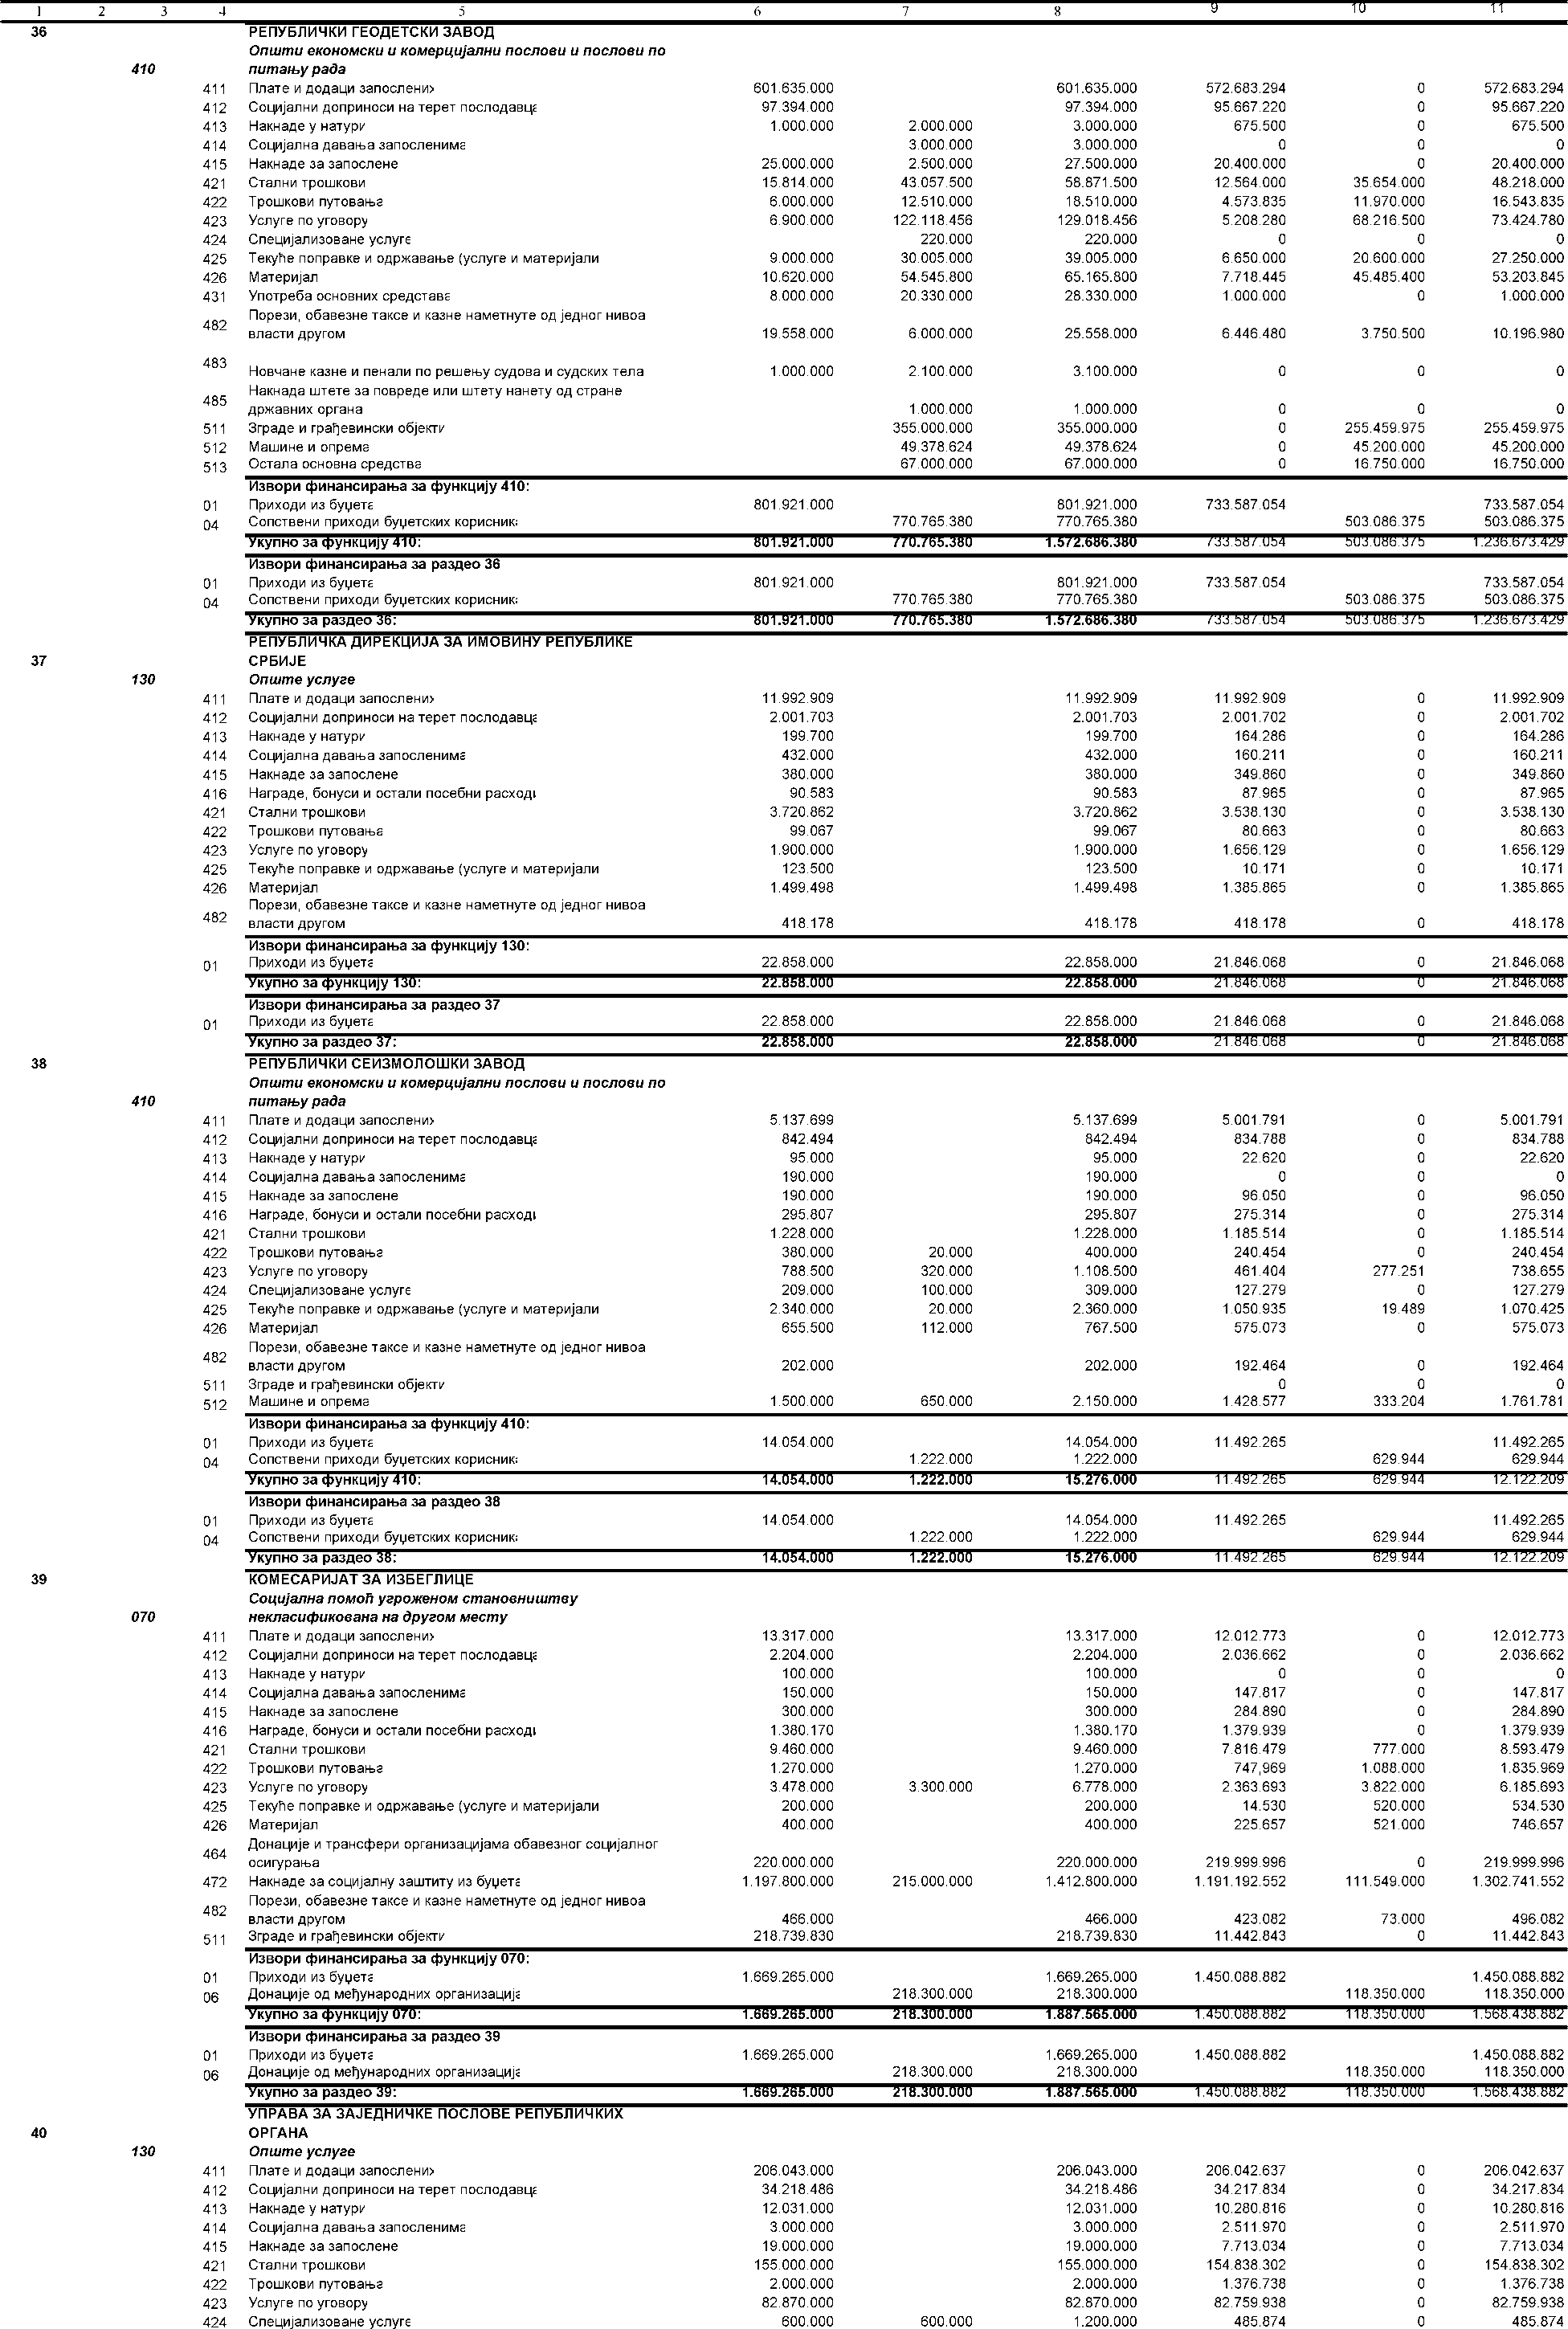 1 2 3 4 5 6 7 8 9 10 11
36 РЕПУБЛИЧКИ ГЕОДЕТСКИ ЗАВОД
Општи економски и комерцијални послови и послови по
410 питању рада
411 Плате и додаци запослених 601.635.000 601.635.000 572.683.294 0 572.683.294
412 Социјални доприноси на терет послодавца 97.394.000 97.394.000 95.667.220 0 95.667.220
413 Накнаде у натури 1.000.000 2.000.000 3.000.000 675.500 0 675.500
414 Социјална давања запосленима 3.000.000 3.000.000 0 0 0
415 Накнаде за запослене 25.000.000 2.500.000 27.500.000 20.400.000 0 20.400.000
421 Стални трошкови 15.814.000 43.057.500 58.871.500 12.564.000 35.654.000 48.218.000
422 Трошкови путовања 6.000.000 12.510.000 18.510.000 4.573.835 11.970.000 16.543.835
423 Услуге по уговору 6.900.000 122.118.456 129.018.456 5.208.280 68.216.500 73.424.780
424 Специјализоване услуге 220.000 220.000 0 0 0
425 Текуће поправке и одржавање (услуге и материјали 9.000.000 30.005.000 39.005.000 6.650.000 20.600.000 27.250.000
426 Материјал 10.620.000 54.545.800 65.165.800 7.718.445 45.485.400 53.203.845
431 Употреба основних средстава 8.000.000 20.330.000 28.330.000 1.000.000 0 1.000.000
Порези, обавезне таксе и казне наметнуте од једног нивоа
482 власти другом 19.558.000 6.000.000 25.558.000 6.446.480 3.750.500 10.196.980
483 Новчане казне и пенали по решењу судова и судских тела 1.000.000 2.100.000 3.100.000 0 0 0
Накнада штете за повреде или штету нанету од стране
485 државних органа 1.000.000 1.000.000 0 0 0
511 Зграде и грађевински објекти 355.000.000 355.000.000 0 255.459.975 255.459.975
512 Машине и опрема 49.378.624 49.378.624 0 45.200.000 45.200.000
513 Остала основна средства 67.000.000 67.000.000 0 16.750.000 16.750.000
Извори финансирања за функцију 410:
01 Приходи из буџета 801.921.000 801.921.000 733.587.054 733.587.054
04 Сопствени приходи буџетских корисника 770.765.380 770.765.380 503.086.375 503.086.375
Укупно за функцију 410: 801.921.000 770.765.380 1.572.686.380 733.587.054 503.086.375 1.236.673.429
Извори финансирања за раздео 36
01 Приходи из буџета 801.921.000 801.921.000 733.587.054 733.587.054
04 Сопствени приходи буџетских корисника 770.765.380 770.765.380 503.086.375 503.086.375
Укупно за раздео 36: 801.921.000 770.765.380 1.572.686.380 733.587.054 503.086.375 1.236.673.429
РЕПУБЛИЧКА ДИРЕКЦИЈА ЗА ИМОВИНУ РЕПУБЛИКЕ
37 СРБИЈЕ
130 Опште услуге
411 Плате и додаци запослених 11.992.909 11.992.909 11.992.909 0 11.992.909
412 Социјални доприноси на терет послодавца 2.001.703 2.001.703 2.001.702 0 2.001.702
413 Накнаде у натури 199.700 199.700 164.286 0 164.286
414 Социјална давања запосленима 432.000 432.000 160.211 0 160.211
415 Накнаде за запослене 380.000 380.000 349.860 0 349.860
416 Награде, бонуси и остали посебни расходи 90.583 90.583 87.965 0 87.965
421 Стални трошкови 3.720.862 3.720.862 3.538.130 0 3.538.130
422 Трошкови путовања 99.067 99.067 80.663 0 80.663
423 Услуге по уговору 1.900.000 1.900.000 1.656.129 0 1.656.129
425 Текуће поправке и одржавање (услуге и материјали 123.500 123.500 10.171 0 10.171
426 Материјал 1.499.498 1.499.498 1.385.865 0 1.385.865
Порези, обавезне таксе и казне наметнуте од једног нивоа
482 власти другом 418.178 418.178 418.178 0 418.178
Извори финансирања за функцију 130:
01 Приходи из буџета 22.858.000 22.858.000 21.846.068 0 21.846.068
Укупно за функцију 130: 22.858.000 22.858.000 21.846.068 0 21.846.068
Извори финансирања за раздео 37
01 Приходи из буџета 22.858.000 22.858.000 21.846.068 0 21.846.068
Укупно за раздео 37: 22.858.000 22.858.000 21.846.068 0 21.846.068
38 РЕПУБЛИЧКИ СЕИЗМОЛОШКИ ЗАВОД
Општи економски и комерцијални послови и послови по
410 питању рада
411 Плате и додаци запослених 5.137.699 5.137.699 5.001.791 0 5.001.791
412 Социјални доприноси на терет послодавца 842.494 842.494 834.788 0 834.788
413 Накнаде у натури 95.000 95.000 22.620 0 22.620
414 Социјална давања запосленима 190.000 190.000 0 0 0
415 Накнаде за запослене 190.000 190.000 96.050 0 96.050
416 Награде, бонуси и остали посебни расходи 295.807 295.807 275.314 0 275.314
421 Стални трошкови 1.228.000 1.228.000 1.185.514 0 1.185.514
422 Трошкови путовања 380.000 20.000 400.000 240.454 0 240.454
423 Услуге по уговору 788.500 320.000 1.108.500 461.404 277.251 738.655
424 Специјализоване услуге 209.000 100.000 309.000 127.279 0 127.279
425 Текуће поправке и одржавање (услуге и материјали 2.340.000 20.000 2.360.000 1.050.935 19.489 1.070.425
426 Материјал 655.500 112.000 767.500 575.073 0 575.073
Порези, обавезне таксе и казне наметнуте од једног нивоа
482 власти другом 202.000 202.000 192.464 0 192.464
511 Зграде и грађевински објекти 0 0 0
512 Машине и опрема 1.500.000 650.000 2.150.000 1.428.577 333.204 1.761.781
Извори финансирања за функцију 410:
01 Приходи из буџета 14.054.000 14.054.000 11.492.265 11.492.265
04 Сопствени приходи буџетских корисника 1.222.000 1.222.000 629.944 629.944
Укупно за функцију 410: 14.054.000 1.222.000 15.276.000 11.492.265 629.944 12.122.209
Извори финансирања за раздео 38
01 Приходи из буџета 14.054.000 14.054.000 11.492.265 11.492.265
04 Сопствени приходи буџетских корисника 1.222.000 1.222.000 629.944 629.944
Укупно за раздео 38: 14.054.000 1.222.000 15.276.000 11.492.265 629.944 12.122.209
39 КОМЕСАРИЈАТ ЗА ИЗБЕГЛИЦЕ
Социјална помоћ угроженом становништву
070 некласификована на другом месту
411 Плате и додаци запослених 13.317.000 13.317.000 12.012.773 0 12.012.773
412 Социјални доприноси на терет послодавца 2.204.000 2.204.000 2.036.662 0 2.036.662
413 Накнаде у натури 100.000 100.000 0 0 0
414 Социјална давања запосленима 150.000 150.000 147.817 0 147.817
415 Накнаде за запослене 300.000 300.000 284.890 0 284.890
416 Награде, бонуси и остали посебни расходи 1.380.170 1.380.170 1.379.939 0 1.379.939
421 Стални трошкови 9.460.000 9.460.000 7.816.479 777.000 8.593.479
422 Трошкови путовања 1.270.000 1.270.000 747,969 1.088.000 1.835.969
423 Услуге по уговору 3.478.000 3.300.000 6.778.000 2.363.693 3.822.000 6.185.693
425 Текуће поправке и одржавање (услуге и материјали 200.000 200.000 14.530 520.000 534.530
426 Материјал 400.000 400.000 225.657 521.000 746.657
Донације и трансфери организацијама обавезног социјалног
464 осигурања 220.000.000 220.000.000 219.999.996 0 219.999.996
472 Накнаде за социјалну заштиту из буџета 1.197.800.000 215.000.000 1.412.800.000 1.191.192.552 111.549.000 1.302.741.552
Порези, обавезне таксе и казне наметнуте од једног нивоа
482 власти другом 466.000 466.000 423.082 73.000 496.082
511 Зграде и грађевински објекти 218.739.830 218.739.830 11.442.843 0 11.442.843
Извори финансирања за функцију 070:
01 Приходи из буџета 1.669.265.000 1.669.265.000 1.450.088.882 1.450.088.882
06 Донације од међународних организација 218.300.000 218.300.000 118.350.000 118.350.000
Укупно за функцију 070: 1.669.265.000 218.300.000 1.887.565.000 1.450.088.882 118.350.000 1.568.438.882
Извори финансирања за раздео 39
01 Приходи из буџета 1.669.265.000 1.669.265.000 1.450.088.882 1.450.088.882
06 Донације од међународних организација 218.300.000 218.300.000 118.350.000 118.350.000
Укупно за раздео 39: 1.669.265.000 218.300.000 1.887.565.000 1.450.088.882 118.350.000 1.568.438.882
УПРАВА ЗА ЗАЈЕДНИЧКЕ ПОСЛОВЕ РЕПУБЛИЧКИХ
40 ОРГАНА
130 Опште услуге
411 Плате и додаци запослених 206.043.000 206.043.000 206.042.637 0 206.042.637
412 Социјални доприноси на терет послодавца 34.218.486 34.218.486 34.217.834 0 34.217.834
413 Накнаде у натури 12.031.000 12.031.000 10.280.816 0 10.280.816
414 Социјална давања запосленима 3.000.000 3.000.000 2.511.970 0 2.511.970
415 Накнаде за запослене 19.000.000 19.000.000 7.713.034 0 7.713.034
421 Стални трошкови 155.000.000 155.000.000 154.838.302 0 154.838.302
422 Трошкови путовања 2.000.000 2.000.000 1.376.738 0 1.376.738
423 Услуге по уговору 82.870.000 82.870.000 82.759.938 0 82.759.938
424 Специјализоване услуге 600.000 600.000 1.200.000 485.874 0 485.874